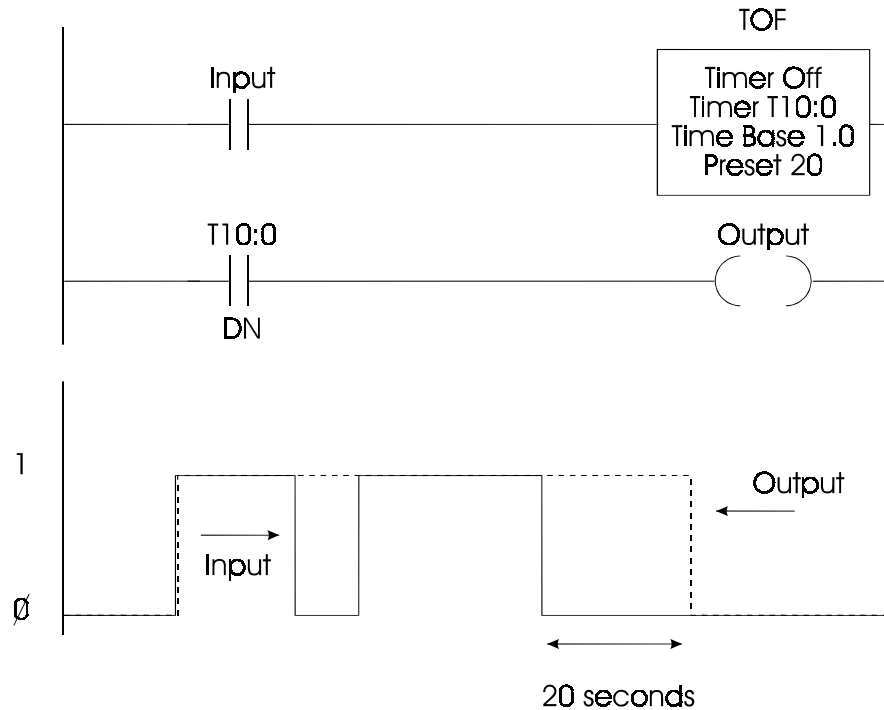 TOF
Input
Timer Off
Timer T10:0
Time Base 1.0
Preset 20
T10:0
Output
DN
1
Output
Input
Ø
20 seconds